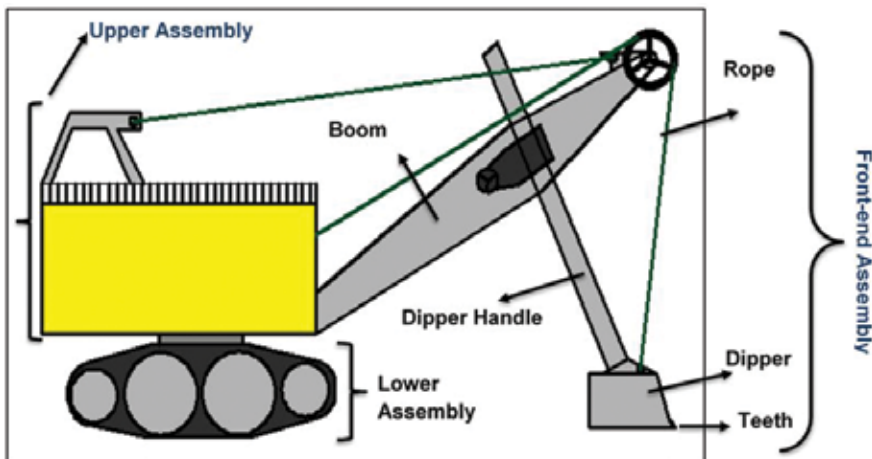 Upper Assembly
Rope
Boom
Front-end Assembly
Dipper Handle
Dipper
Lower
Assembly
Teeth